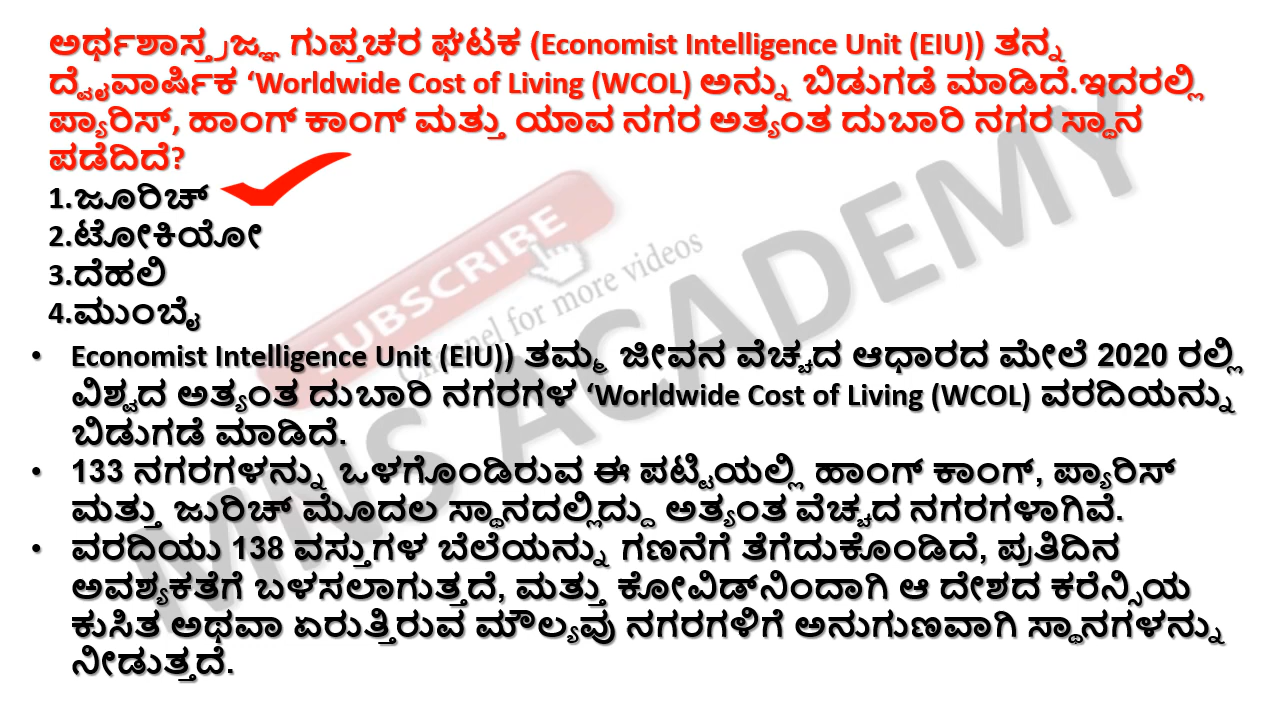 ಅರ್ಥಶಾಸ್ತ್ರಜ್ಞ ಗುಪ್ತಚರ ಘಟಕ (Economist Intelligence Unit (EIU)) ತನ್ನ
ದ್ವೈವಾರ್ಷಿಕ ‘Worldwide Cost of Living (WCOL) ಅನ್ನು ಬಿಡುಗಡೆ ಮಾಡಿದೆ.ಇದರಲ್ಲಿ
ಪ್ಯಾರಿಸ್, ಹಾಂಗ್ ಕಾಂಗ್ ಮತ್ತು ಯಾವ ನಗರ ಅತ್ಯಂತ ದುಬಾರಿ ನಗರ ಸ್ಥಾನ
ಪಡೆದಿದೆ?
1.ಜೂರಿಚ್
2.ಟೋಕಿಯೋ
3.ದೆಹಲಿ
4.ಮುಂಬೈ
• Economist Intelligence Unit (EIU)) ತಮ್ಮ ಜೀವನ ವೆಚ್ಚದ ಆಧಾರದ ಮೇಲೆ 2020 ರಲ್ಲಿ
ವಿಶ್ವದ ಅತ್ಯಂತ ದುಬಾರಿ ನಗರಗಳ ‘Worldwide Cost of Living (WCOL) ವರದಿಯನ್ನು
ಬಿಡುಗಡೆ ಮಾಡಿದೆ.
• 133 ನಗರಗಳನ್ನು ಒಳಗೊಂಡಿರುವ ಈ ಪಟ್ಟಿಯಲ್ಲಿ ಹಾಂಗ್ ಕಾಂಗ್, ಪ್ಯಾರಿಸ್
ಮತ್ತು ಜುರಿಚ್ ಮೊದಲ ಸ್ಥಾನದಲ್ಲಿದ್ದು ಅತ್ಯಂತ ವೆಚ್ಚದ ನಗರಗಳಾಗಿವೆ.
• ವರದಿಯು 138 ವಸ್ತುಗಳ ಬೆಲೆಯನ್ನು ಗಣನೆಗೆ ತೆಗೆದುಕೊಂಡಿದೆ, ಪ್ರತಿದಿನ
ಅವಶ್ಯಕತೆಗೆ ಬಳಸಲಾಗುತ್ತದೆ, ಮತ್ತು ಕೋವಿಡ್‌ನಿಂದಾಗಿ ಆ ದೇಶದ ಕರೆನ್ಸಿಯ
ಕುಸಿತ ಅಥವಾ ಏರುತ್ತಿರುವ ಮೌಲ್ಯವು ನಗರಗಳಿಗೆ ಅನುಗುಣವಾಗಿ ಸ್ಥಾನಗಳನ್ನು
ನೀಡುತ್ತದೆ.
SUBSCRIBE
Channel for more videos
MNS ACADEMY